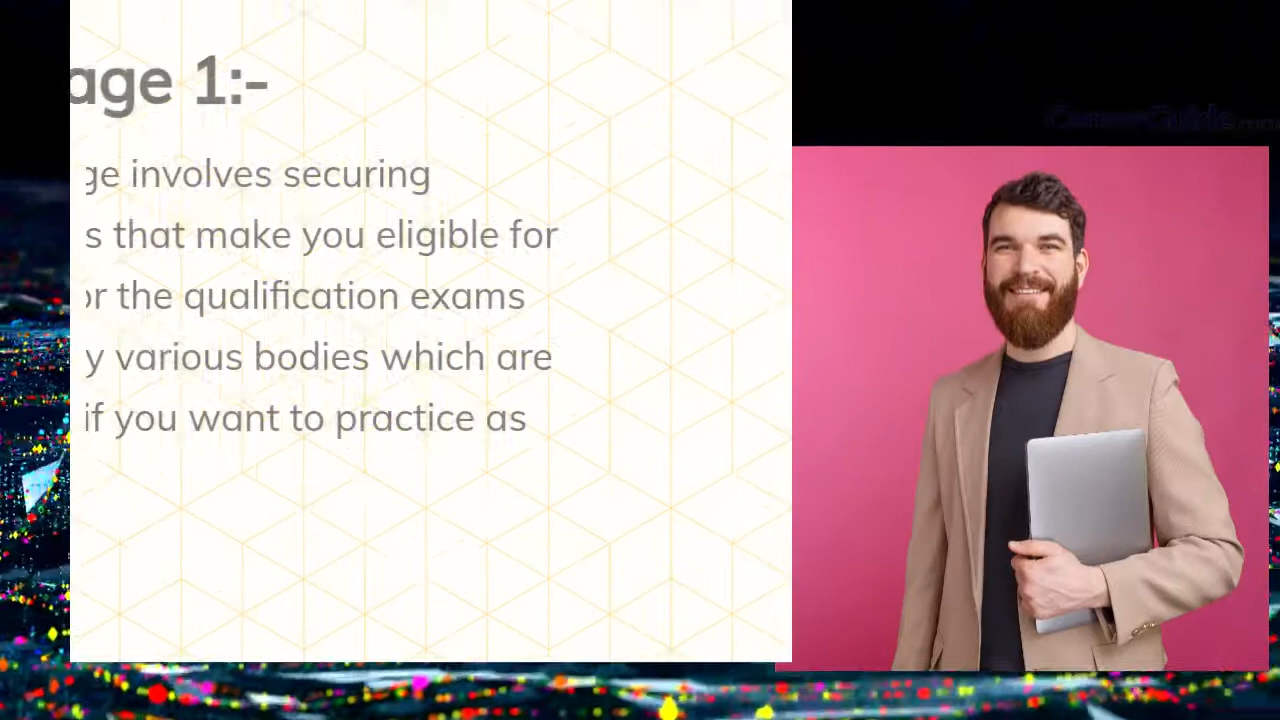 age 1:-
ge involves securing
s that make you eligible for
or the qualification exams
y various bodies which are
if you want to practice as